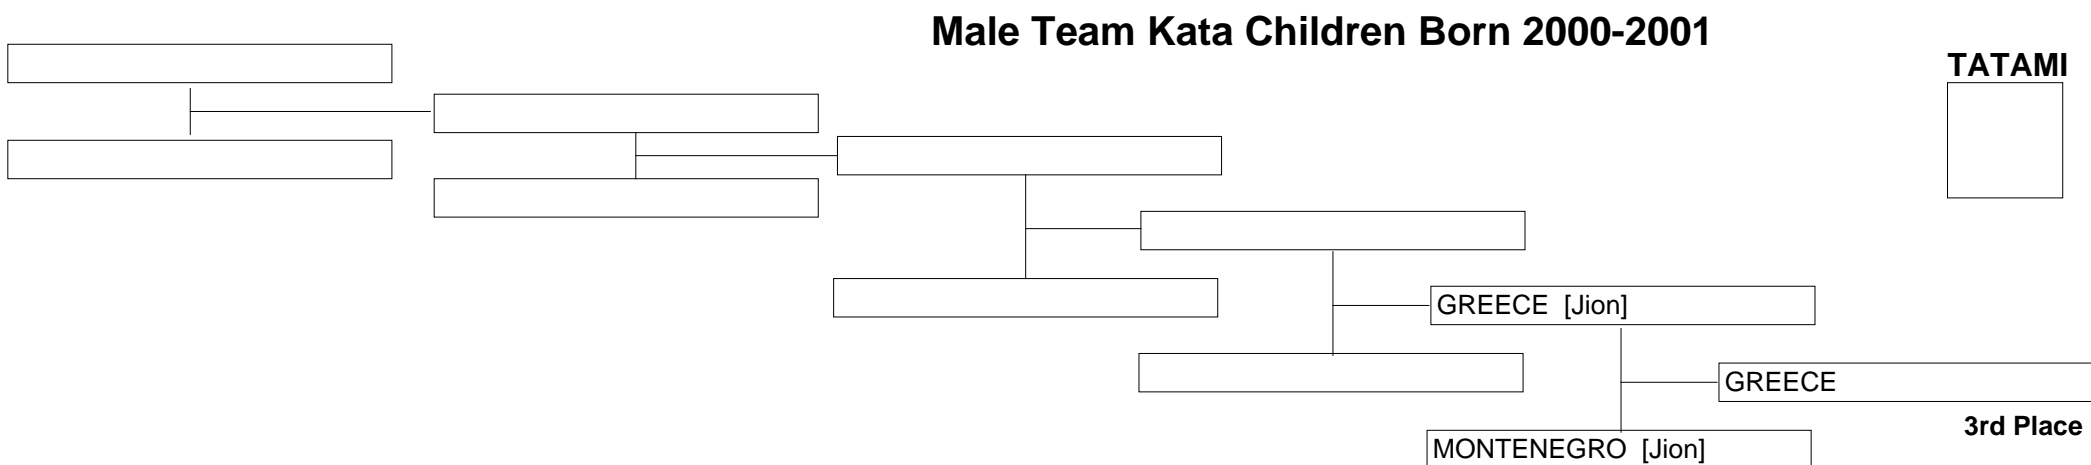 Male Team Kata Children Born 2000-2001
TATAMI
GREECE [Jion]
GREECE
3rd Place
MONTENEGRO [Jion]